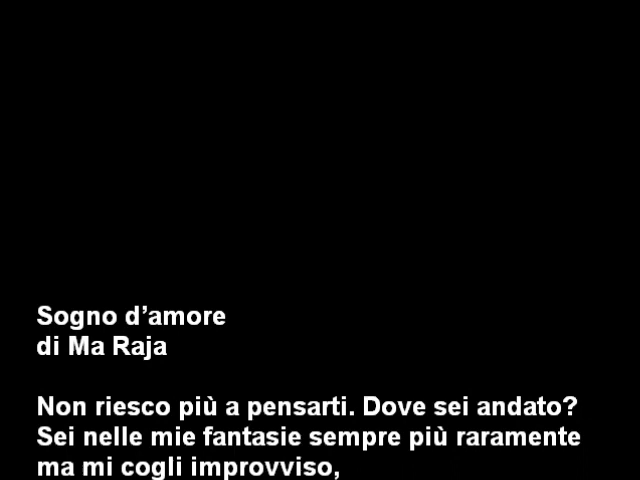 Sogno d’amore
di Ma Raja
Non riesco più a pensarti. Dove sei andato?
Sei nelle mie fantasie sempre più raramente
ma mi cogli improvviso,